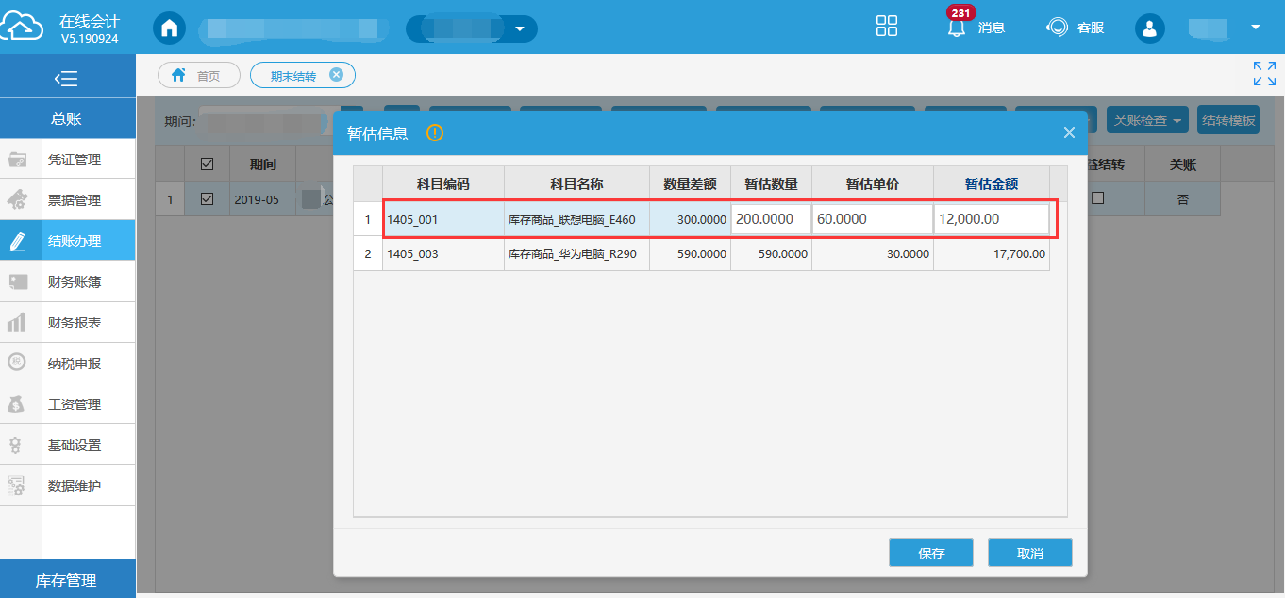 在线会计
V5.190924
231
消息
客服
首页
期末结转
总账
凭证管理
票据管理
结账办理
财务账簿
财务报表
纳税申报
工资管理
基础设置
数据维护
库存管理
期间:
关账检查
结转模板
期间
结转
关账
1
2019-05
否
暂估信息
科目编码 科目名称 数量差额 暂估数量 暂估单价 暂估金额
1 1405_001 库存商品_联想电脑_E460 300.0000 200.0000 60.0000 12,000.00
2 1405_003 库存商品_华为电脑_R290 590.0000 590.0000 30.0000 17,700.00
保存
取消